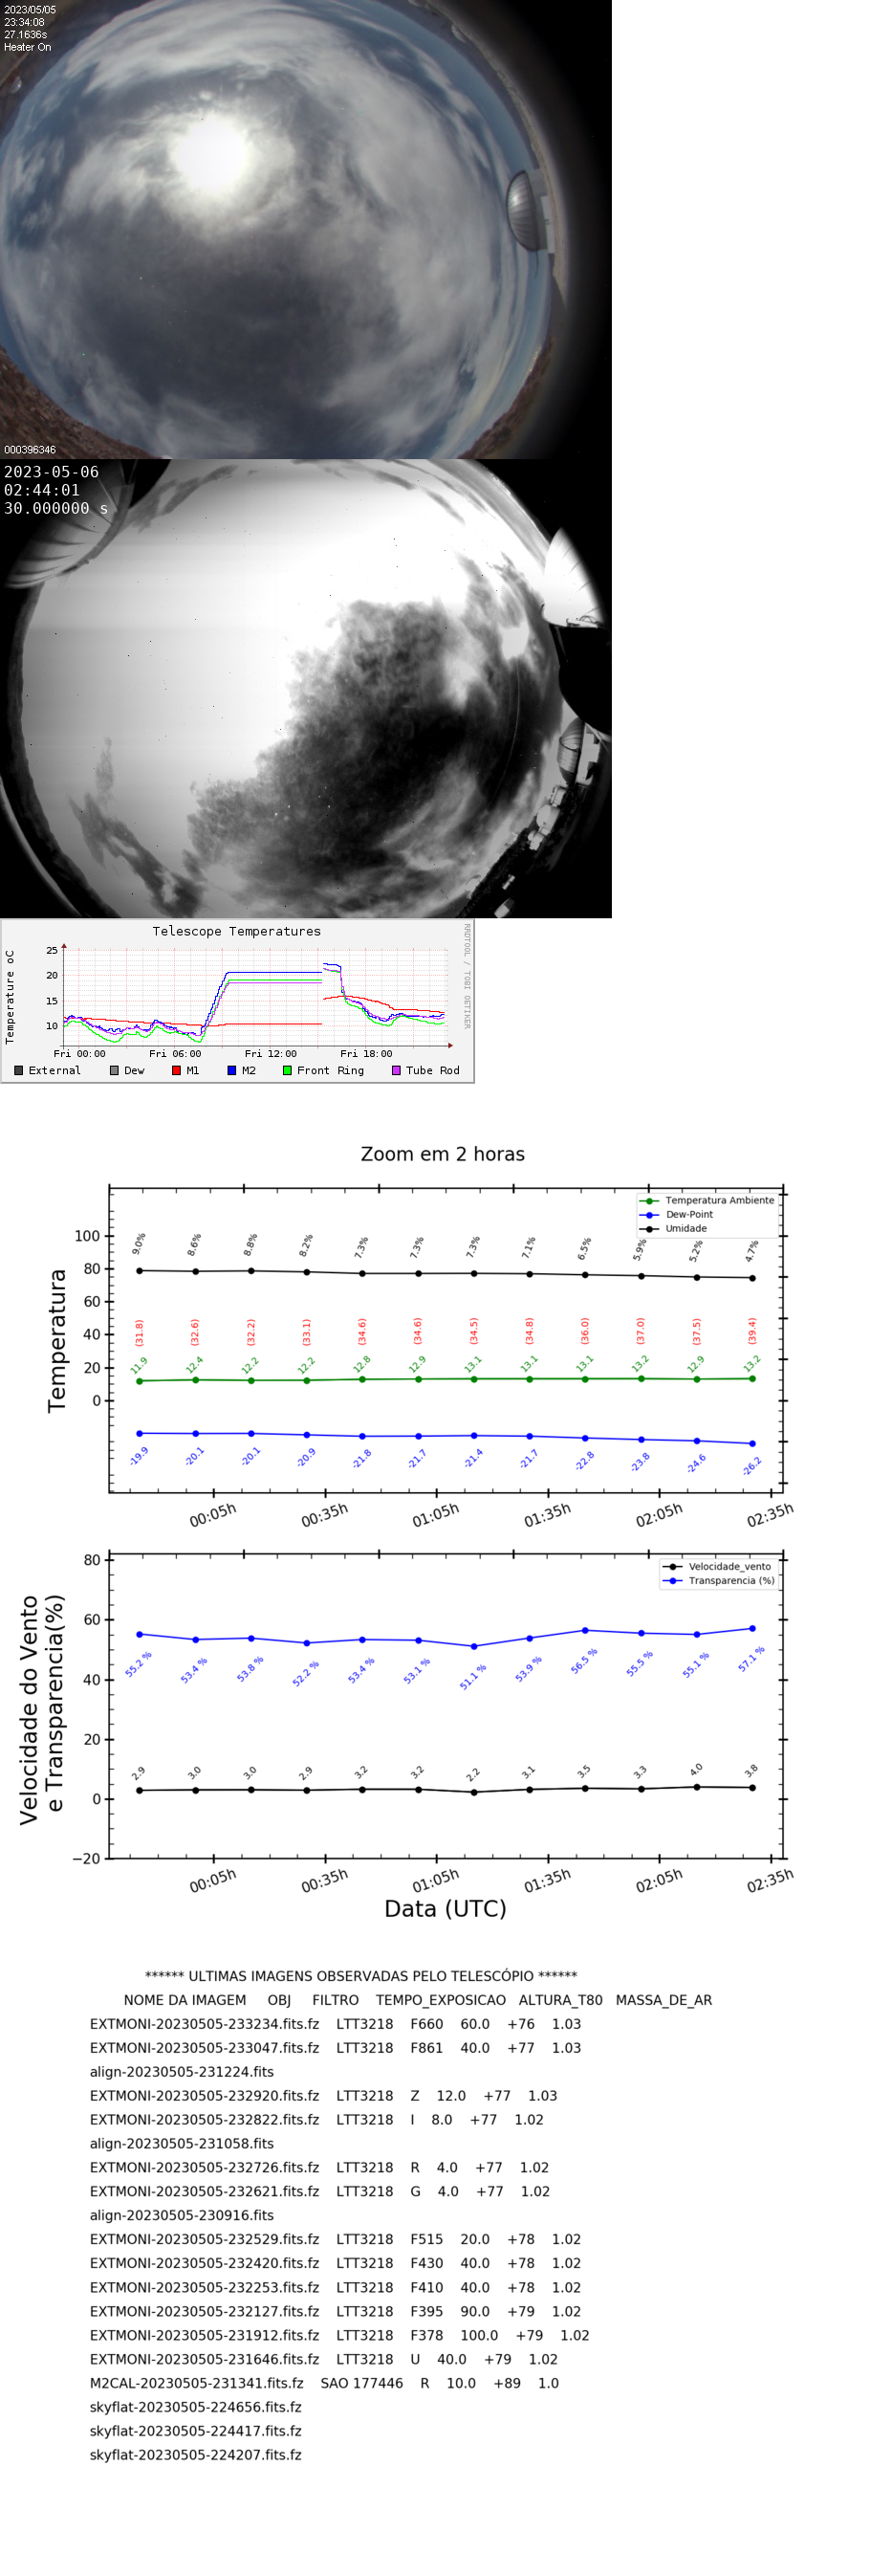 2023/05/05
23:34:08
27.1636s
Heater On
000396346
2023-05-06
02:44:01
30.000000 s
Telescope Temperatures
RRDTOOL / TOBI OETIKER
Temperature oC
25
20
15
10
Fri 00:00 Fri 06:00 Fri 12:00 Fri 18:00
External Dew M1 M2 Front Ring Tube Rod
Zoom em 2 horas
Temperatura Ambiente
Dew-Point
Umidade
Temperatura
100
80
60
40
20
0
9.0% 8.6% 8.8% 8.2% 7.3% 7.3% 7.3% 7.1% 6.5% 5.9% 5.2% 4.7%
(31.8) (32.6) (32.2) (33.1) (34.6) (34.6) (34.5) (34.8) (36.0) (37.0) (37.5) (39.4)
11.9 12.4 12.2 12.2 12.8 12.9 13.1 13.1 13.1 13.2 12.9 13.2
-19.9 -20.1 -20.1 -20.9 -21.8 -21.7 -21.4 -21.7 -22.8 -23.8 -24.6 -26.2
00:05h 00:35h 01:05h 01:35h 02:05h 02:35h
Velocidade_vento
Transparencia (%)
Velocidade do Vento
e Transparencia(%)
80
60
40
20
0
−20
55.2 % 53.4 % 53.8 % 52.2 % 53.4 % 53.1 % 51.1 % 53.9 % 56.5 % 55.5 % 55.1 % 57.1 %
2.9 3.0 3.0 2.9 3.2 3.2 2.2 3.1 3.5 3.3 4.0 3.8
00:05h 00:35h 01:05h 01:35h 02:05h 02:35h
Data (UTC)
****** ULTIMAS IMAGENS OBSERVADAS PELO TELESCÓPIO ******
NOME DA IMAGEM OBJ FILTRO TEMPO_EXPOSICAO ALTURA_T80 MASSA_DE_AR
EXTMONI-20230505-233234.fits.fz LTT3218 F660 60.0 +76 1.03
EXTMONI-20230505-233047.fits.fz LTT3218 F861 40.0 +77 1.03
align-20230505-231224.fits
EXTMONI-20230505-232920.fits.fz LTT3218 Z 12.0 +77 1.03
EXTMONI-20230505-232822.fits.fz LTT3218 I 8.0 +77 1.02
align-20230505-231058.fits
EXTMONI-20230505-232726.fits.fz LTT3218 R 4.0 +77 1.02
EXTMONI-20230505-232621.fits.fz LTT3218 G 4.0 +77 1.02
align-20230505-230916.fits
EXTMONI-20230505-232529.fits.fz LTT3218 F515 20.0 +78 1.02
EXTMONI-20230505-232420.fits.fz LTT3218 F430 40.0 +78 1.02
EXTMONI-20230505-232253.fits.fz LTT3218 F410 40.0 +78 1.02
EXTMONI-20230505-232127.fits.fz LTT3218 F395 90.0 +79 1.02
EXTMONI-20230505-231912.fits.fz LTT3218 F378 100.0 +79 1.02
EXTMONI-20230505-231646.fits.fz LTT3218 U 40.0 +79 1.02
M2CAL-20230505-231341.fits.fz SAO 177446 R 10.0 +89 1.0
skyflat-20230505-224656.fits.fz
skyflat-20230505-224417.fits.fz
skyflat-20230505-224207.fits.fz